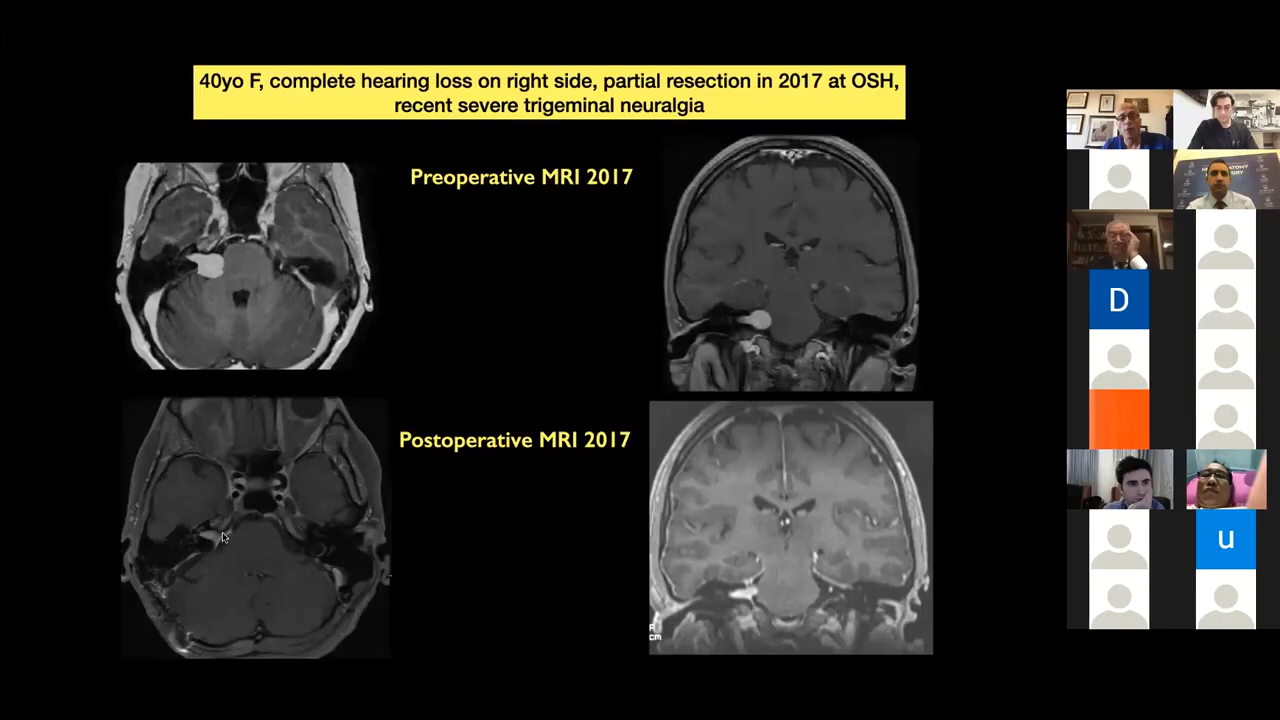 40yo F, complete hearing loss on right side, partial resection in 2017 at OSH,
recent severe trigeminal neuralgia
Preoperative MRI 2017
Postoperative MRI 2017
cm
D
u